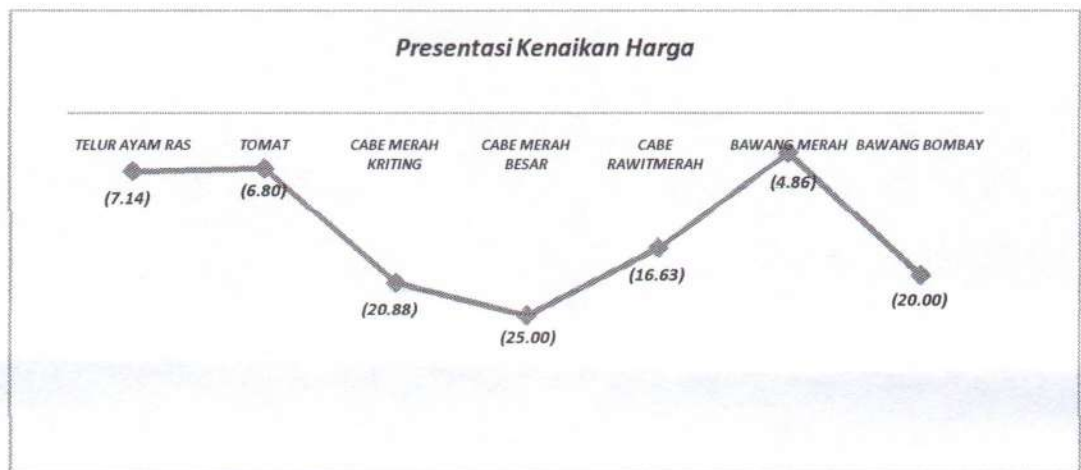 Presentasi Kenaikan Harga
TELUR AYAM RAS
TOMAT
CABE MERAH
KRITING
CABE MERAH
BESAR
CABE
RAWITMERAH
BAWANG MERAH
BAWANG BOMBAY
(7.14)
(6.80)
(20.88)
(25.00)
(16.63)
(4.86)
(20.00)